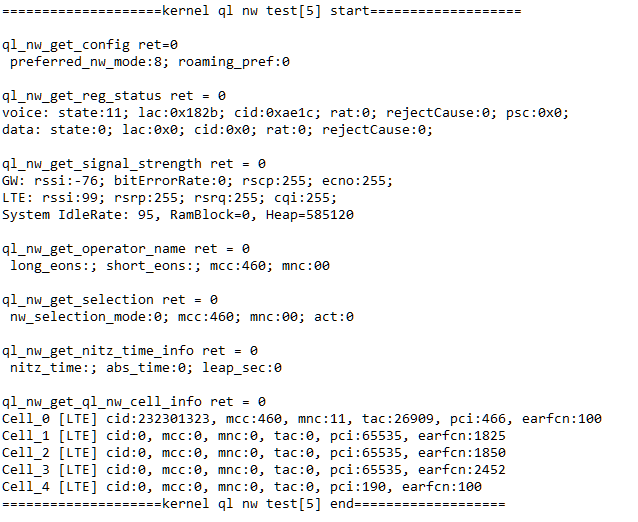 ====================kernel ql nw test[5] start===================
ql_nw_get_config ret=0
preferred_nw_mode:8; roaming_pref:0
ql_nw_get_reg_status ret = 0
voice: state:11; lac:0x182b; cid:0xae1c; rat:0; rejectCause:0; psc:0x0;
data: state:0; lac:0x0; cid:0x0; rat:0; rejectCause:0;
ql_nw_get_signal_strength ret = 0
GW: rssi:-76; bitErrorRate:0; rscp:255; ecno:255;
LTE: rssi:99; rsrp:255; rsrq:255; cqi:255;
System IdleRate: 95, RamBlock=0, Heap=585120
ql_nw_get_operator_name ret = 0
long_eons:; short_eons:; mcc:460; mnc:00
ql_nw_get_selection ret = 0
nw_selection_mode:0; mcc:460; mnc:00; act:0
ql_nw_get_nitz_time_info ret = 0
nitz_time:; abs_time:0; leap_sec:0
ql_nw_get_ql_nw_cell_info ret = 0
Cell_0 [LTE] cid:232301323, mcc:460, mnc:11, tac:26909, pci:466, earfcn:100
Cell_1 [LTE] cid:0, mcc:0, mnc:0, tac:0, pci:65535, earfcn:1825
Cell_2 [LTE] cid:0, mcc:0, mnc:0, tac:0, pci:65535, earfcn:1850
Cell_3 [LTE] cid:0, mcc:0, mnc:0, tac:0, pci:65535, earfcn:2452
Cell_4 [LTE] cid:0, mcc:0, mnc:0, tac:0, pci:190, earfcn:100
====================kernel ql nw test[5] end===================